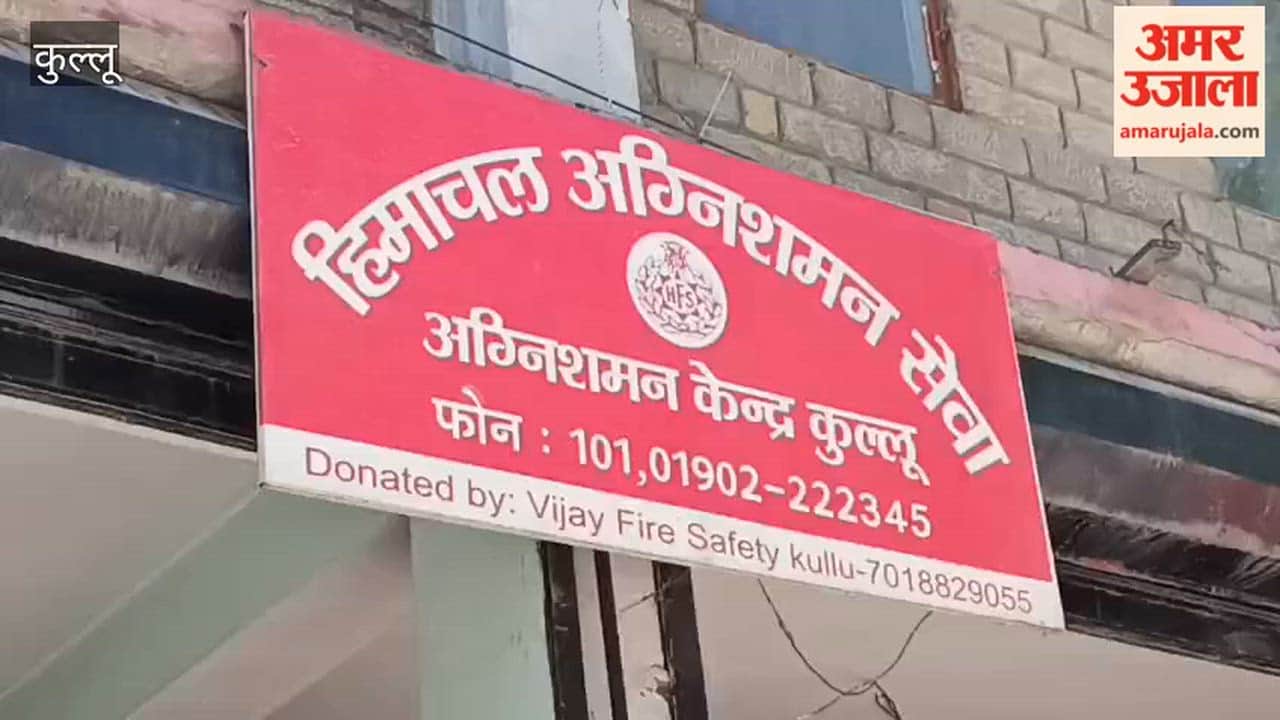 कुल्लू
अमर
उजाला
amarujala.com
हिमाचल अग्निशमन सेवा
HFS
अग्निशमन केन्द्र कुल्लू
फोन : 101,01902-222345
Donated by: Vijay Fire Safety kullu-7018829055